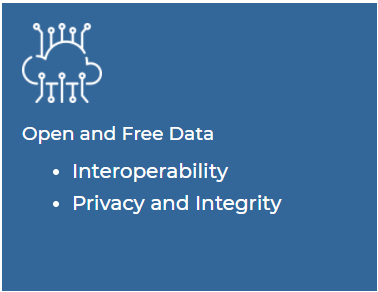 Open and Free Data
• Interoperability
• Privacy and Integrity